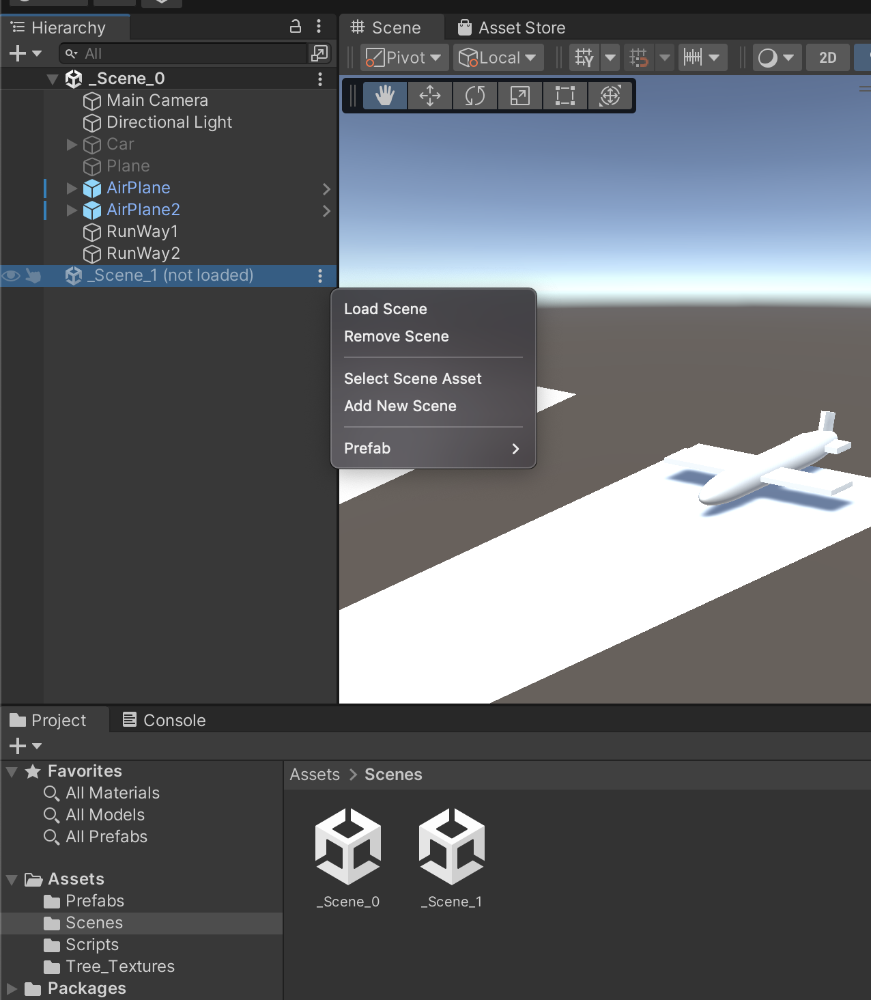 Hierarchy
All
_Scene_0
Main Camera
Directional Light
Car
Plane
AirPlane
AirPlane2
RunWay1
RunWay2
_Scene_1 (not loaded)
Scene
Asset Store
Pivot
Local
Y
2D
Load Scene
Remove Scene
Select Scene Asset
Add New Scene
Prefab
Project
Console
Favorites
All Materials
All Models
All Prefabs
Assets
Prefabs
Scenes
Scripts
Tree_Textures
Packages
Assets > Scenes
_Scene_0
_Scene_1